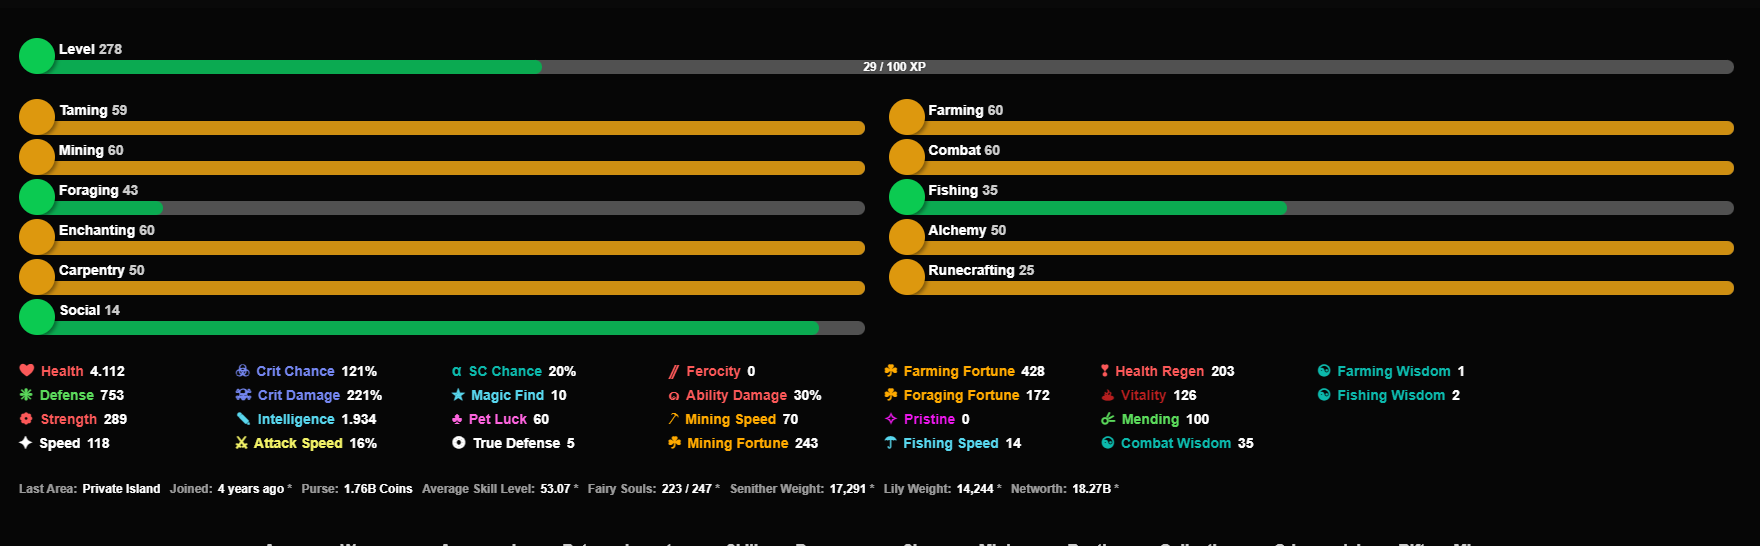 Level 278
29 / 100 XP
Taming 59
Farming 60
Mining 60
Combat 60
Foraging 43
Fishing 35
Enchanting 60
Alchemy 50
Carpentry 50
Runecrafting 25
Social 14
Health 4.112 Crit Chance 121% SC Chance 20% Ferocity 0 Farming Fortune 428 Health Regen 203 Farming Wisdom 1
Defense 753 Crit Damage 221% Magic Find 10 Ability Damage 30% Foraging Fortune 172 Vitality 126 Fishing Wisdom 2
Strength 289 Intelligence 1.934 Pet Luck 60 Mining Speed 70 Pristine 0 Mending 100
Speed 118 Attack Speed 16% True Defense 5 Mining Fortune 243 Fishing Speed 14 Combat Wisdom 35
Last Area: Private Island Joined: 4 years ago * Purse: 1.76B Coins Average Skill Level: 53.07 * Fairy Souls: 223 / 247 * Senither Weight: 17,291 * Lily Weight: 14,244 * Networth: 18.27B *